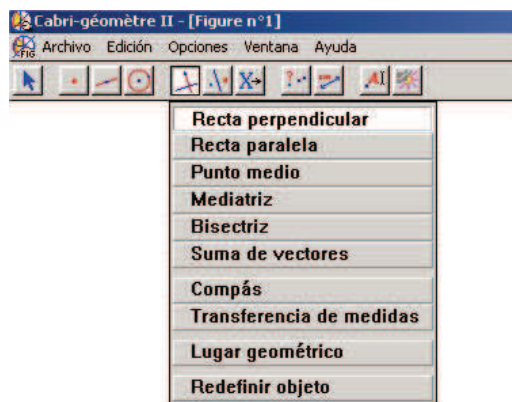 Cabri-géomètre II - [Figure n°1]
Archivo Edición Opciones Ventana Ayuda
Recta perpendicular
Recta paralela
Punto medio
Mediatriz
Bisectriz
Suma de vectores
Compás
Transferencia de medidas
Lugar geométrico
Redefinir objeto